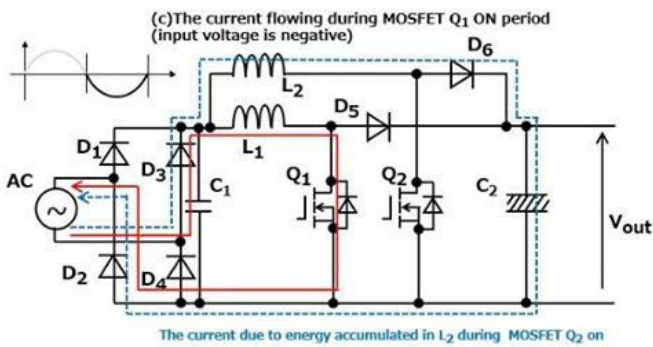 (c)The current flowing during MOSFET Q1 ON period
(input voltage is negative)
D6
L2
D5
D1
D3
L1
AC
C1
Q1
Q2
C2
Vout
D2
D4
The current due to energy accumulated in L2 during MOSFET Q2 on